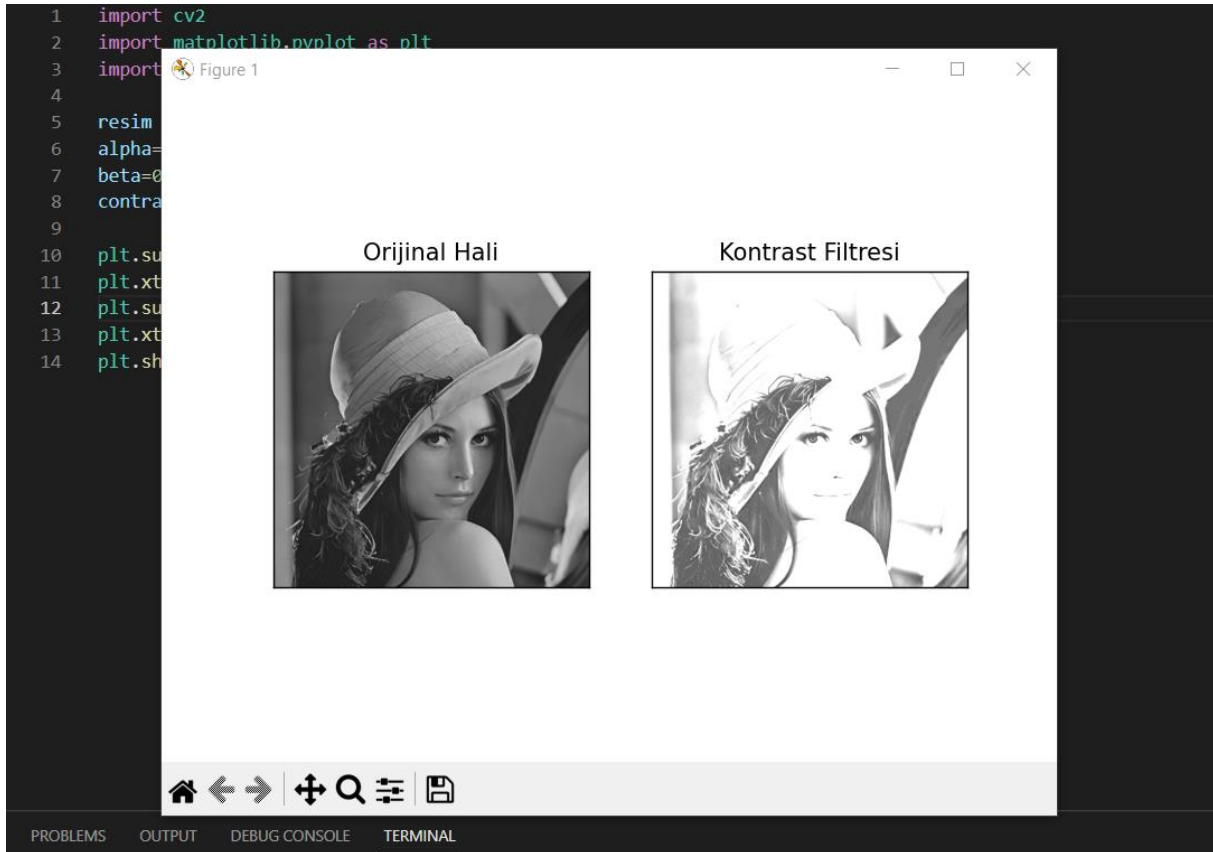 1 import cv2
2 import matplotlib.pyplot as plt
3 import
Figure 1
4
5 resim
6 alpha=
7 beta=0
8 contra
9
10 plt.su
11 plt.xt
12 plt.su
13 plt.xt
14 plt.sh
Orijinal Hali
Kontrast Filtresi
PROBLEMS OUTPUT DEBUG CONSOLE TERMINAL